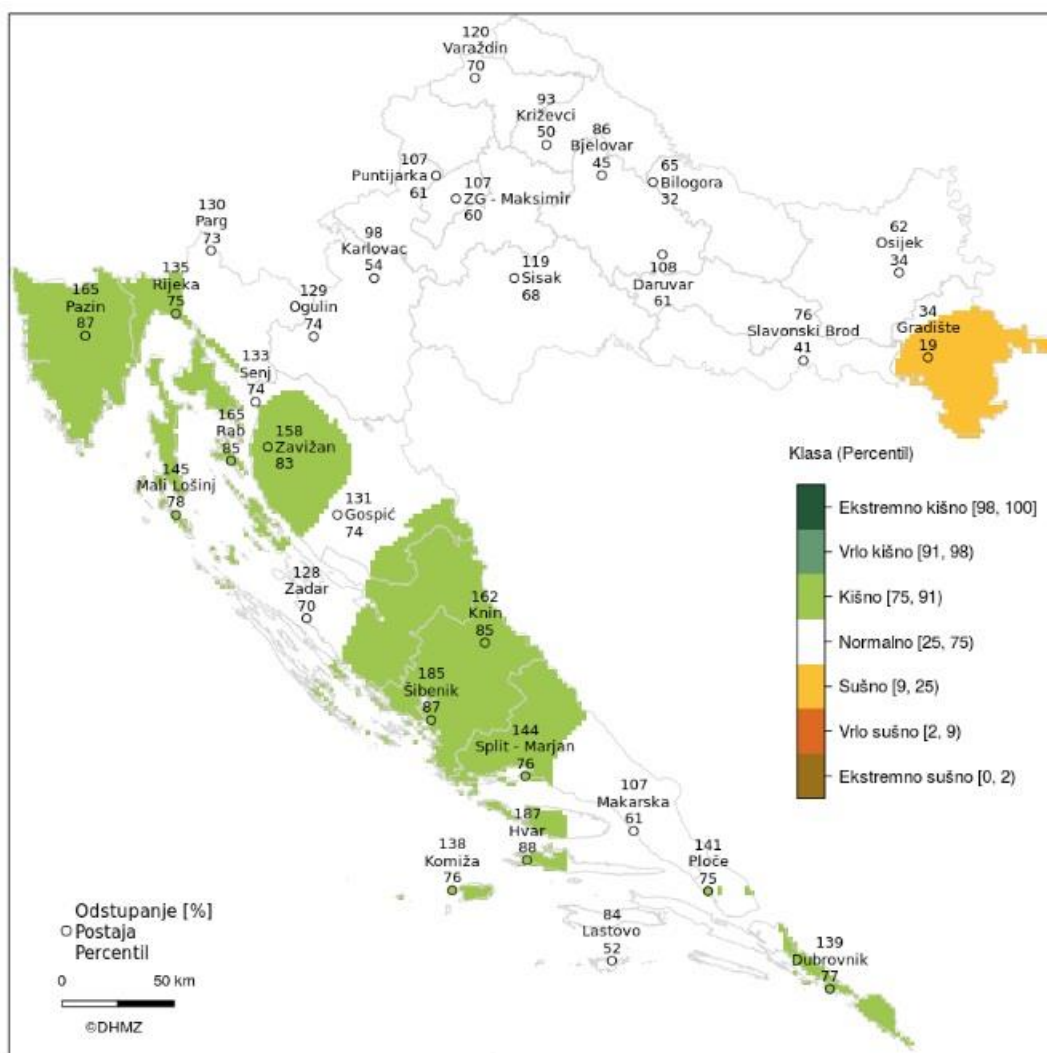 120
Varaždin
70
93
Križevci
50
86
Bjelovar
45
65
Bilogora
32
107
Puntijarka
61
107
ZG - Maksimir
60
130
Parg
73
98
Karlovac
54
119
Sisak
68
108
Daruvar
61
62
Osijek
34
165
Pazin
87
135
Rijeka
75
129
Ogulin
74
76
Slavonski Brod
41
34
Gradište
19
133
Senj
74
165
Rab
85
158
Zavižan
83
145
Mali Lošinj
78
131
Gospić
74
128
Zadar
70
162
Knin
85
185
Šibenik
87
144
Split - Marjan
76
107
Makarska
61
187
Hvar
88
138
Komiža
76
141
Ploče
75
84
Lastovo
52
139
Dubrovnik
77
Klasa (Percentil)
Ekstremno kišno [98, 100]
Vrlo kišno [91, 98)
Kišno [75, 91)
Normalno [25, 75)
Sušno [9, 25)
Vrlo sušno [2, 9)
Ekstremno sušno [0, 2)
Odstupanje [%]
Postaja
Percentil
0 50 km
©DHMZ